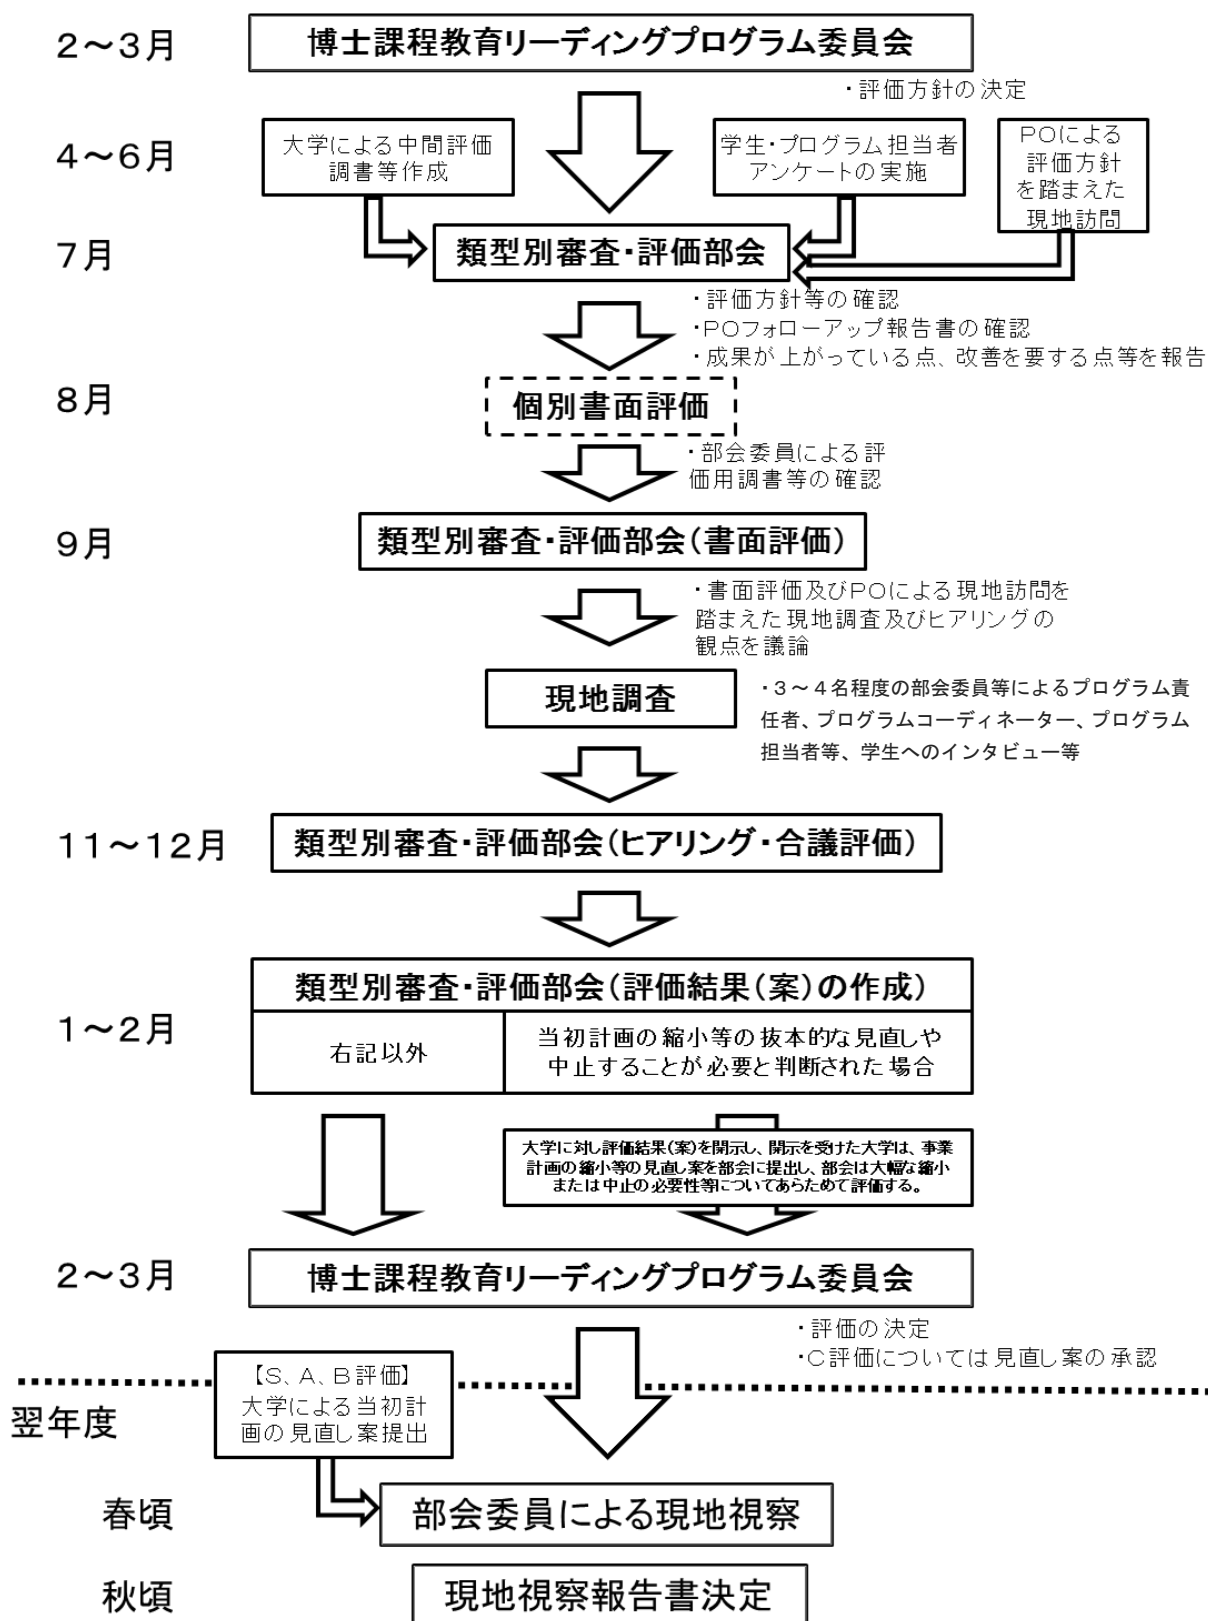 2～3月
博士課程教育リーディングプログラム委員会
・評価方針の決定
4～6月
大学による中間評価
調書等作成
学生・プログラム担当者
アンケートの実施
POによる
評価方針
を踏まえた
現地訪問
7月
類型別審査・評価部会
・評価方針等の確認
・POフォローアップ報告書の確認
・成果が上がっている点、改善を要する点等を報告
8月
個別書面評価
・部会委員による評
価用調書等の確認
9月
類型別審査・評価部会(書面評価)
・書面評価及びPOによる現地訪問を
踏まえた現地調査及びヒアリングの
観点を議論
現地調査
・3～4名程度の部会委員等によるプログラム責
任者、プログラムコーディネーター、プログラム
担当者等、学生へのインタビュー等
11～12月
類型別審査・評価部会(ヒアリング・合議評価)
類型別審査・評価部会(評価結果(案)の作成)
1～2月
右記以外
当初計画の縮小等の抜本的な見直しや
中止することが必要と判断された場合
大学に対し評価結果(案)を開示し、開示を受けた大学は、事業
計画の縮小等の見直し案を部会に提出し、部会は大幅な縮小
または中止の必要性等についてあらためて評価する。
2～3月
博士課程教育リーディングプログラム委員会
・評価の決定
・C評価については見直し案の承認
【S、A、B評価】
大学による当初計
画の見直し案提出
翌年度
春頃
部会委員による現地視察
秋頃
現地視察報告書決定